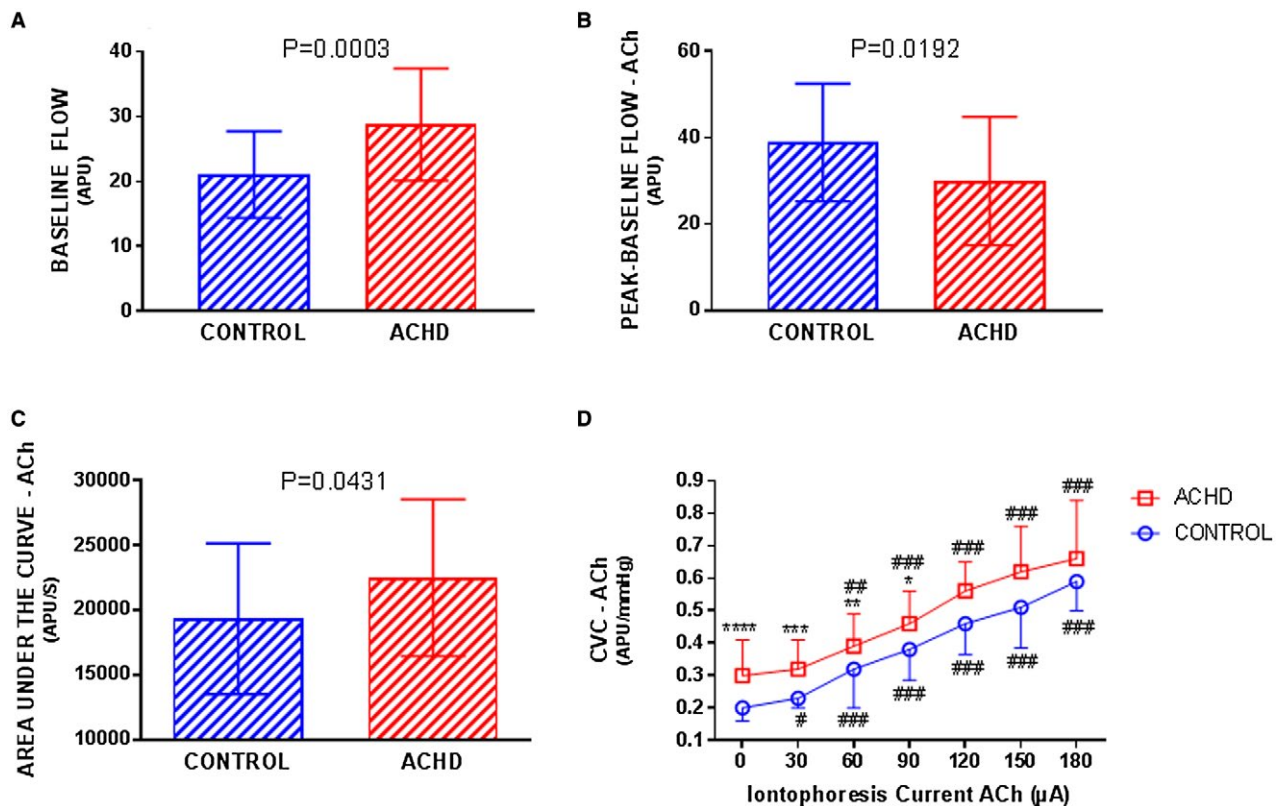 A
P=0.0003
BASELINE FLOW
(APU)
40
30
20
10
0
CONTROL ACHD
B
P=0.0192
PEAK-BASELNE FLOW - ACh
(APU)
60
40
20
0
CONTROL ACHD
C
P=0.0431
AREA UNDER THE CURVE - ACh
(APU/S)
30000
25000
20000
15000
10000
CONTROL ACHD
D
CVC - ACh
(APU/mmHg)
0.9
0.8
0.7
0.6
0.5
0.4
0.3
0.2
0.1
**** *** ## ### ### ### ###
** *
# ### ### ### ### ###
0 30 60 90 120 150 180
Iontophoresis Current ACh (µA)
ACHD
CONTROL